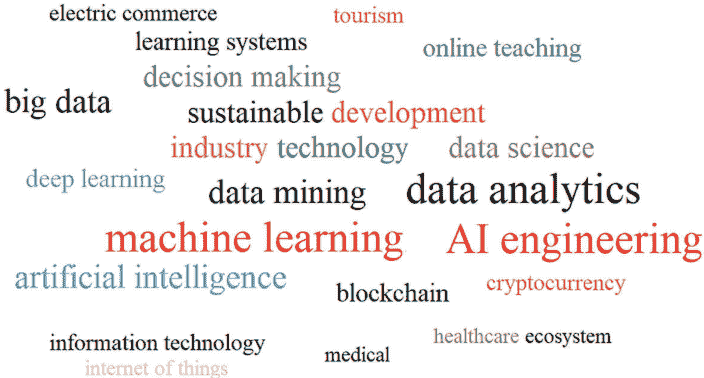 electric commerce
tourism
learning systems
online teaching
decision making
big data
sustainable development
industry technology
data science
deep learning
data mining
data analytics
machine learning
AI engineering
artificial intelligence
blockchain
cryptocurrency
information technology
healthcare ecosystem
medical
internet of things